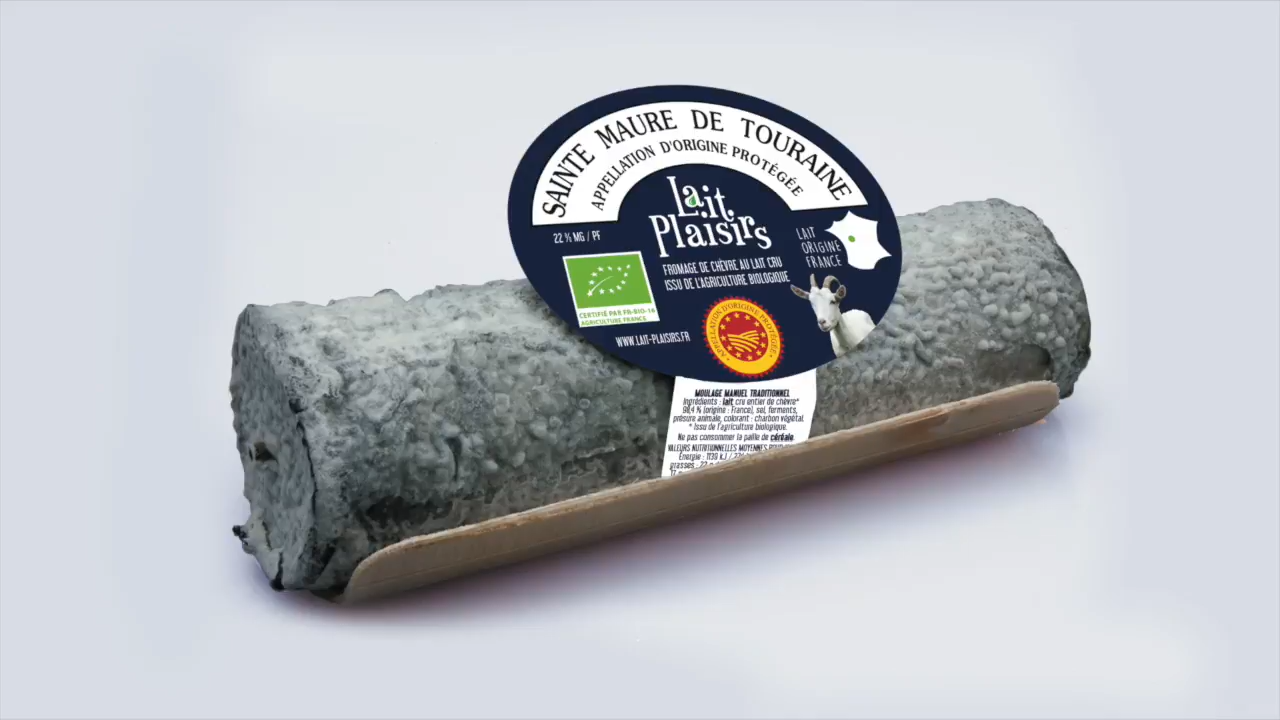 SAINTE MAURE DE TOURAINE
APPELLATION D'ORIGINE PROTÉGÉE
Lait
Plaisirs
22 % MG / PF
LAIT
ORIGINE
FRANCE
FROMAGE DE CHÈVRE AU LAIT CRU
ISSU DE L'AGRICULTURE BIOLOGIQUE
CERTIFIÉ PAR FR-BIO-16
AGRICULTURE FRANCE
WWW.LAIT-PLAISIRS.FR
APPELLATION D'ORIGINE PROTÉGÉE
MOULAGE MANUEL TRADITIONNEL
Ingrédients : lait cru entier de chèvre*
98,4 % (origine : France), sel, ferments,
présure animale, colorant : charbon végétal.
* Issu de l'agriculture biologique.
Ne pas consommer la paille de céréale.
VALEURS NUTRITIONNELLES MOYENNES
Énergie : 1139 kJ /
grasses :